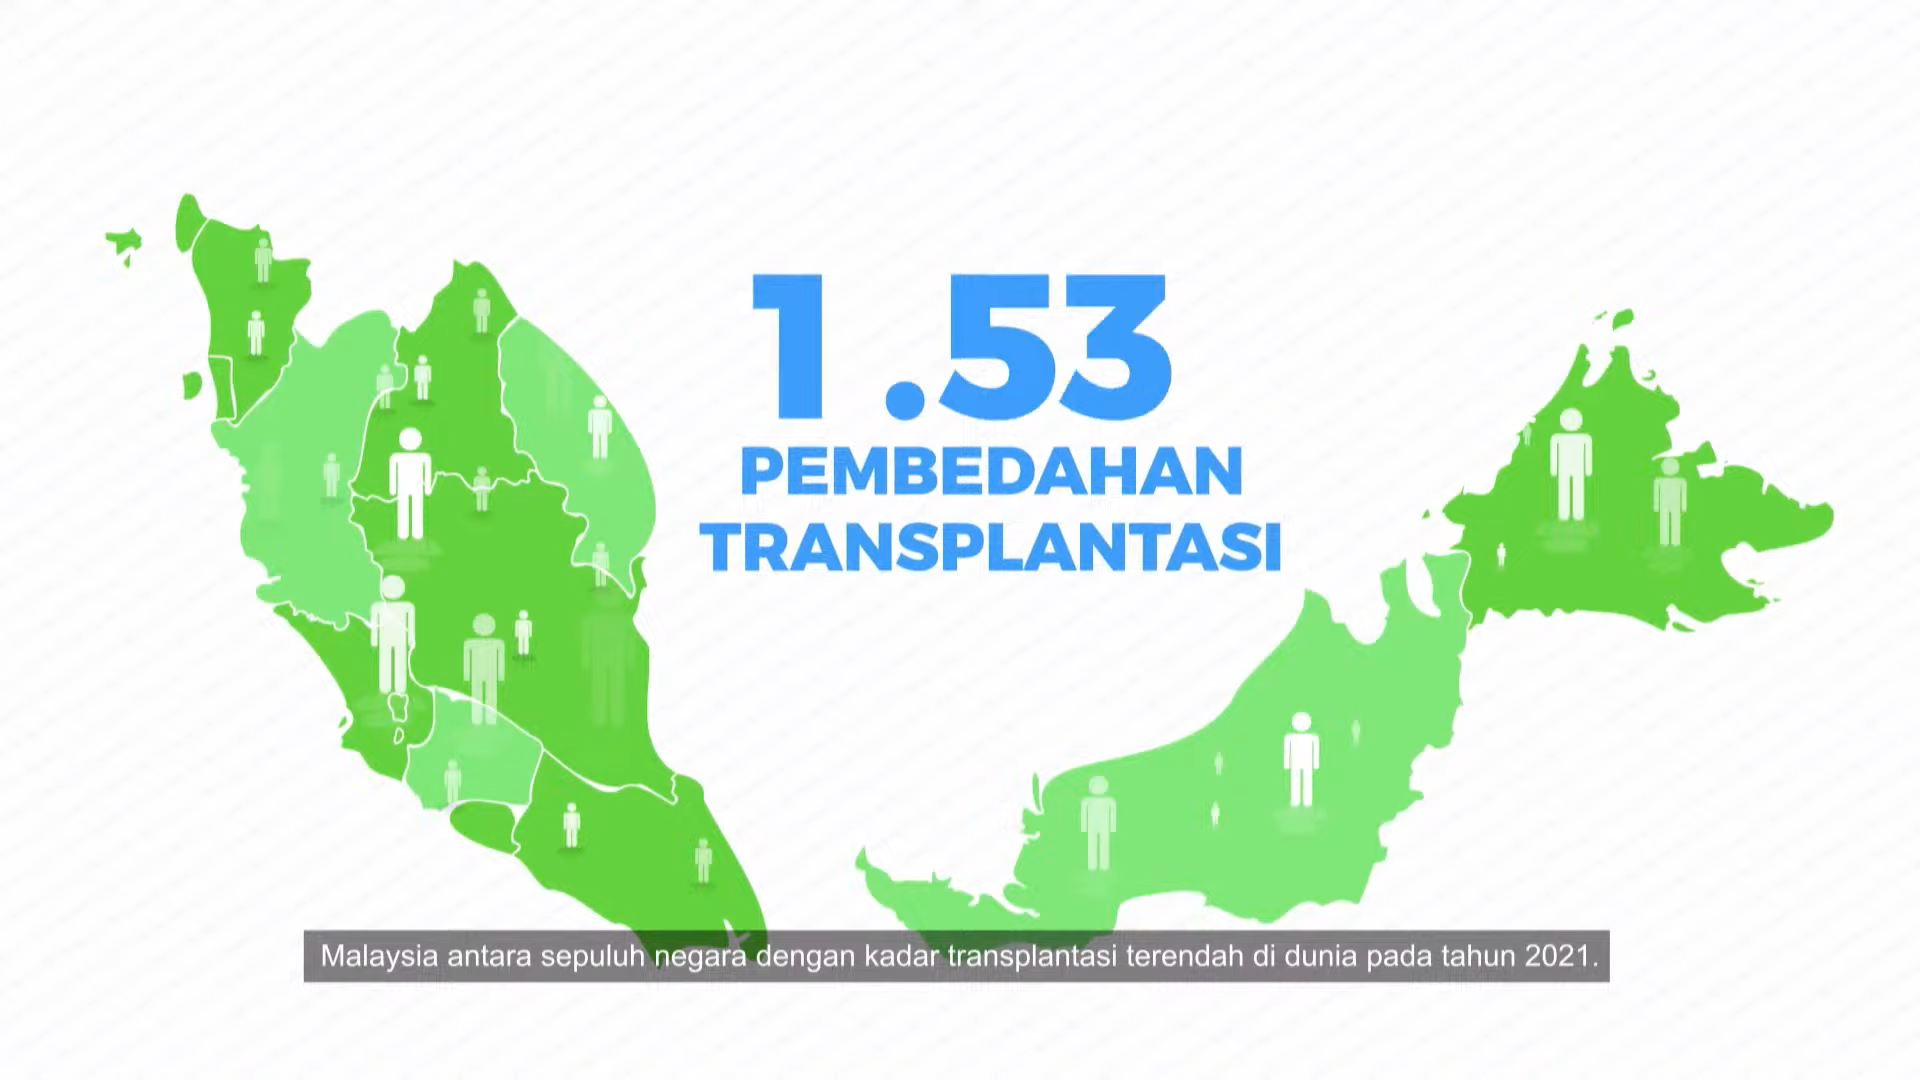 1.53
PEMBEDAHAN
TRANSPLANTASI
Malaysia antara sepuluh negara dengan kadar transplantasi terendah di dunia pada tahun 2021.